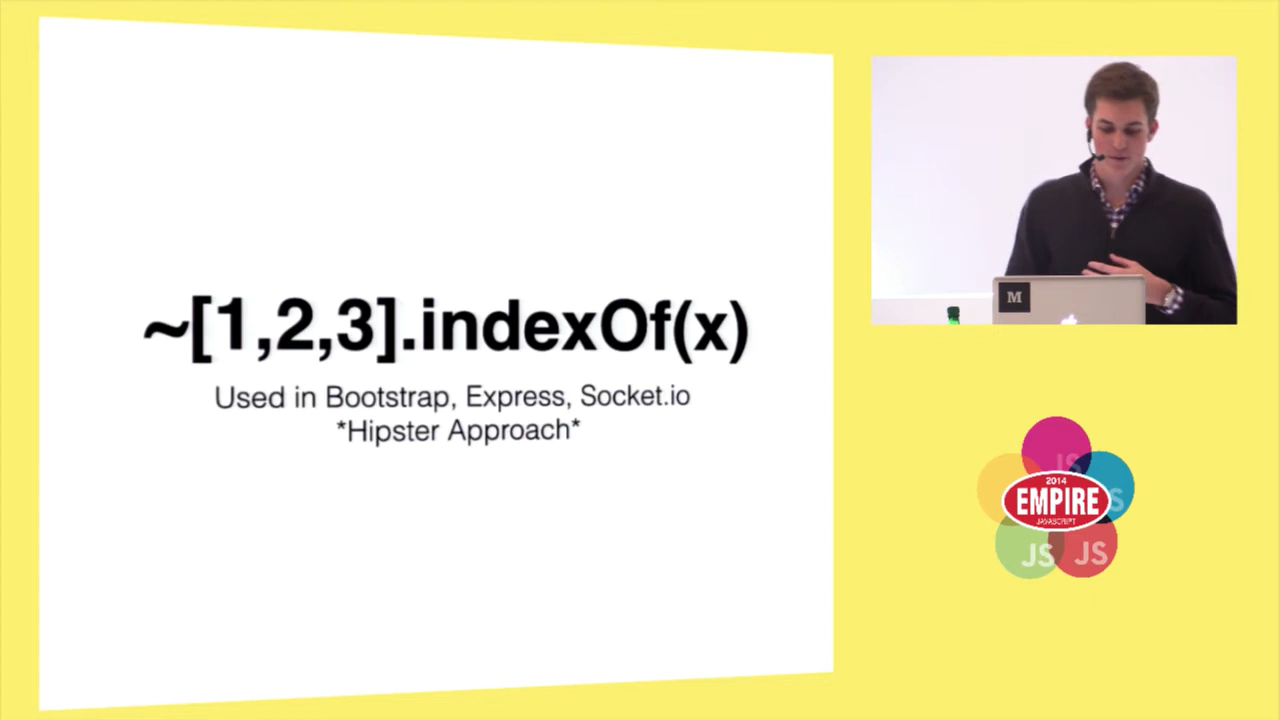 ~[1,2,3].indexOf(x)
Used in Bootstrap, Express, Socket.io
*Hipster Approach*
M
JS
S
2014
EMPIRE
JAVASCRIPT
JS
JS